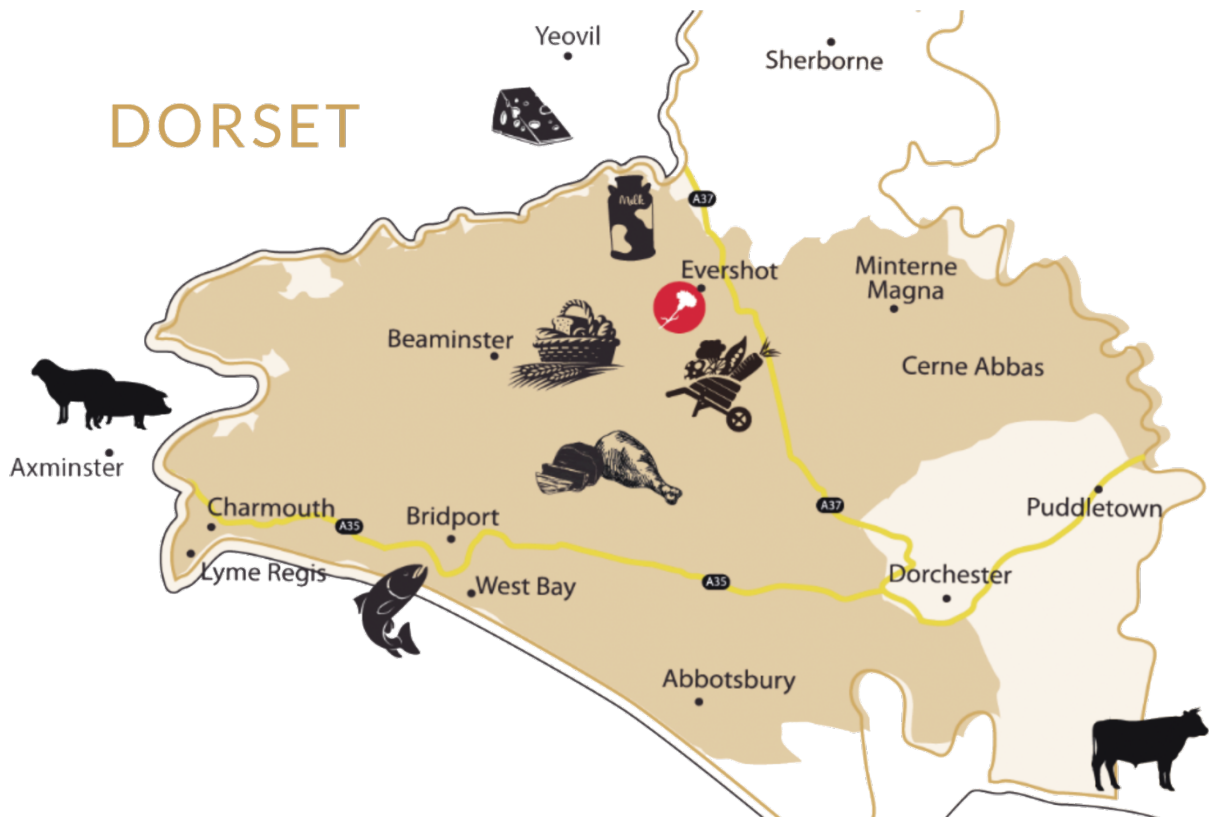 Yeovil
Sherborne
DORSET
Milk
A37
Evershot
Minterne
Magna
Beaminster
Cerne Abbas
Axminster
Charmouth
A35
Bridport
A37
Puddletown
Lyme Regis
West Bay
A35
Dorchester
Abbotsbury